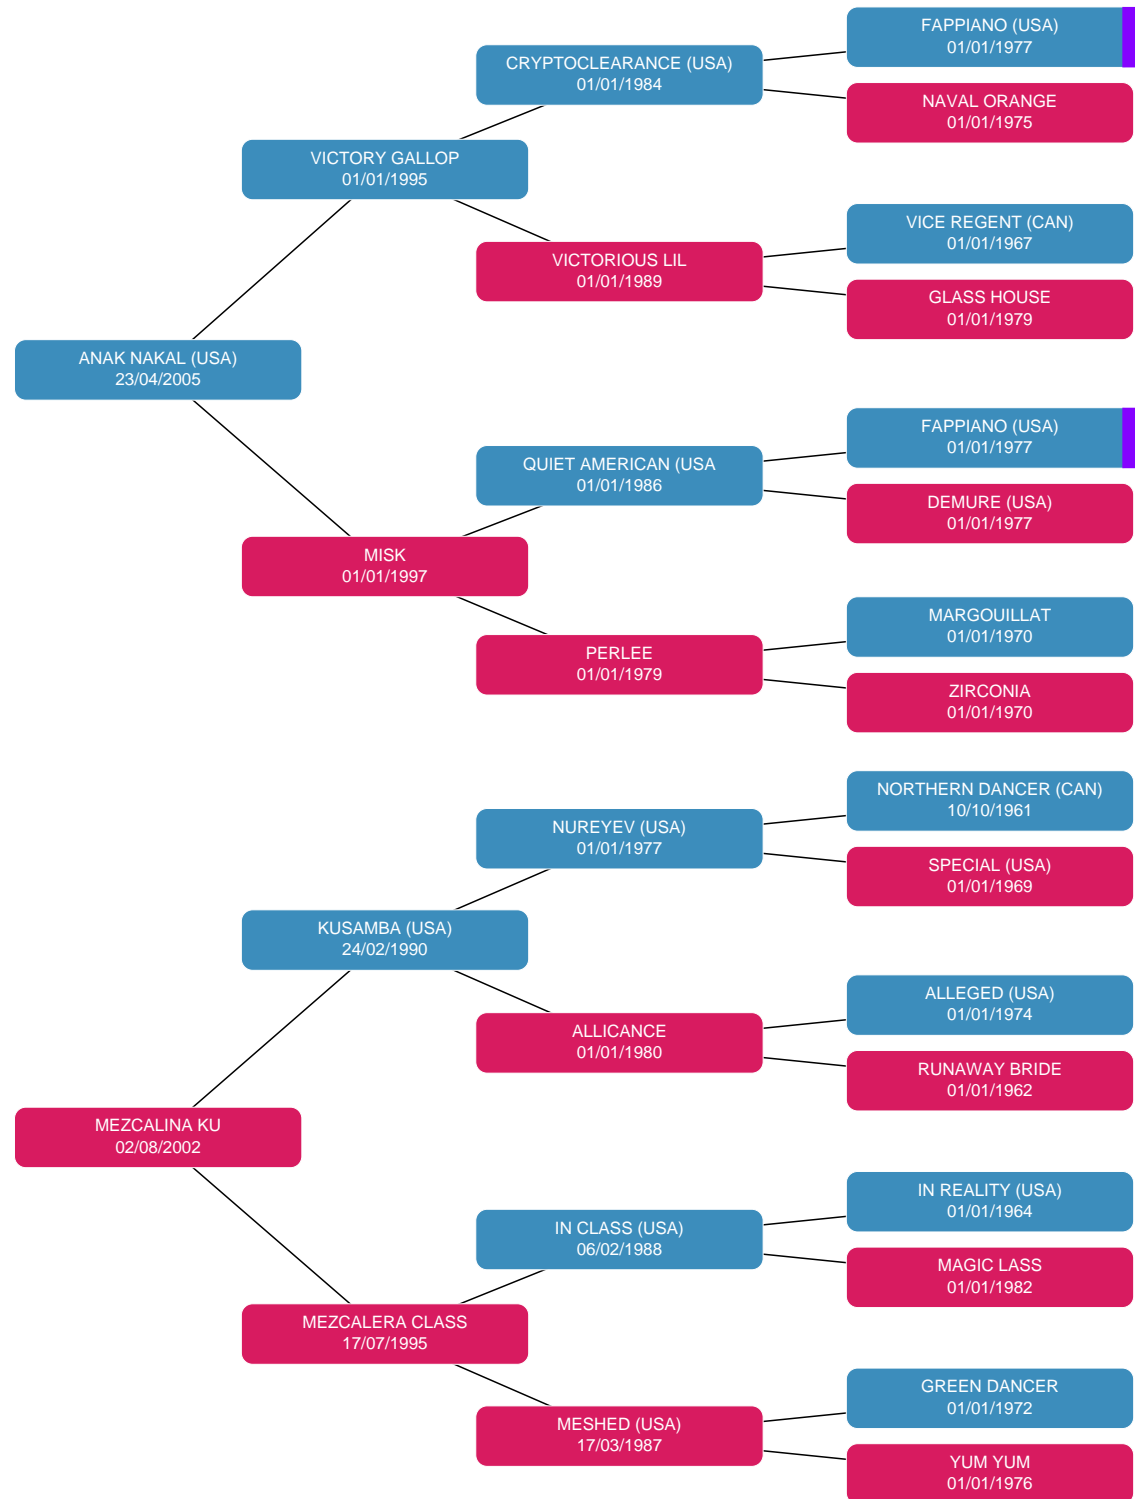 FAPPIANO (USA)
01/01/1977
CRYPTOCLEARANCE (USA)
01/01/1984
NAVAL ORANGE
01/01/1975
VICTORY GALLOP
01/01/1995
VICE REGENT (CAN)
01/01/1967
VICTORIOUS LIL
01/01/1989
GLASS HOUSE
01/01/1979
ANAK NAKAL (USA)
23/04/2005
FAPPIANO (USA)
01/01/1977
QUIET AMERICAN (USA
01/01/1986
DEMURE (USA)
01/01/1977
MISK
01/01/1997
MARGOUILLAT
01/01/1970
PERLEE
01/01/1979
ZIRCONIA
01/01/1970
NORTHERN DANCER (CAN)
10/10/1961
NUREYEV (USA)
01/01/1977
SPECIAL (USA)
01/01/1969
KUSAMBA (USA)
24/02/1990
ALLEGED (USA)
01/01/1974
ALLICANCE
01/01/1980
RUNAWAY BRIDE
01/01/1962
MEZCALINA KU
02/08/2002
IN REALITY (USA)
01/01/1964
IN CLASS (USA)
06/02/1988
MAGIC LASS
01/01/1982
MEZCALERA CLASS
17/07/1995
GREEN DANCER
01/01/1972
MESHED (USA)
17/03/1987
YUM YUM
01/01/1976